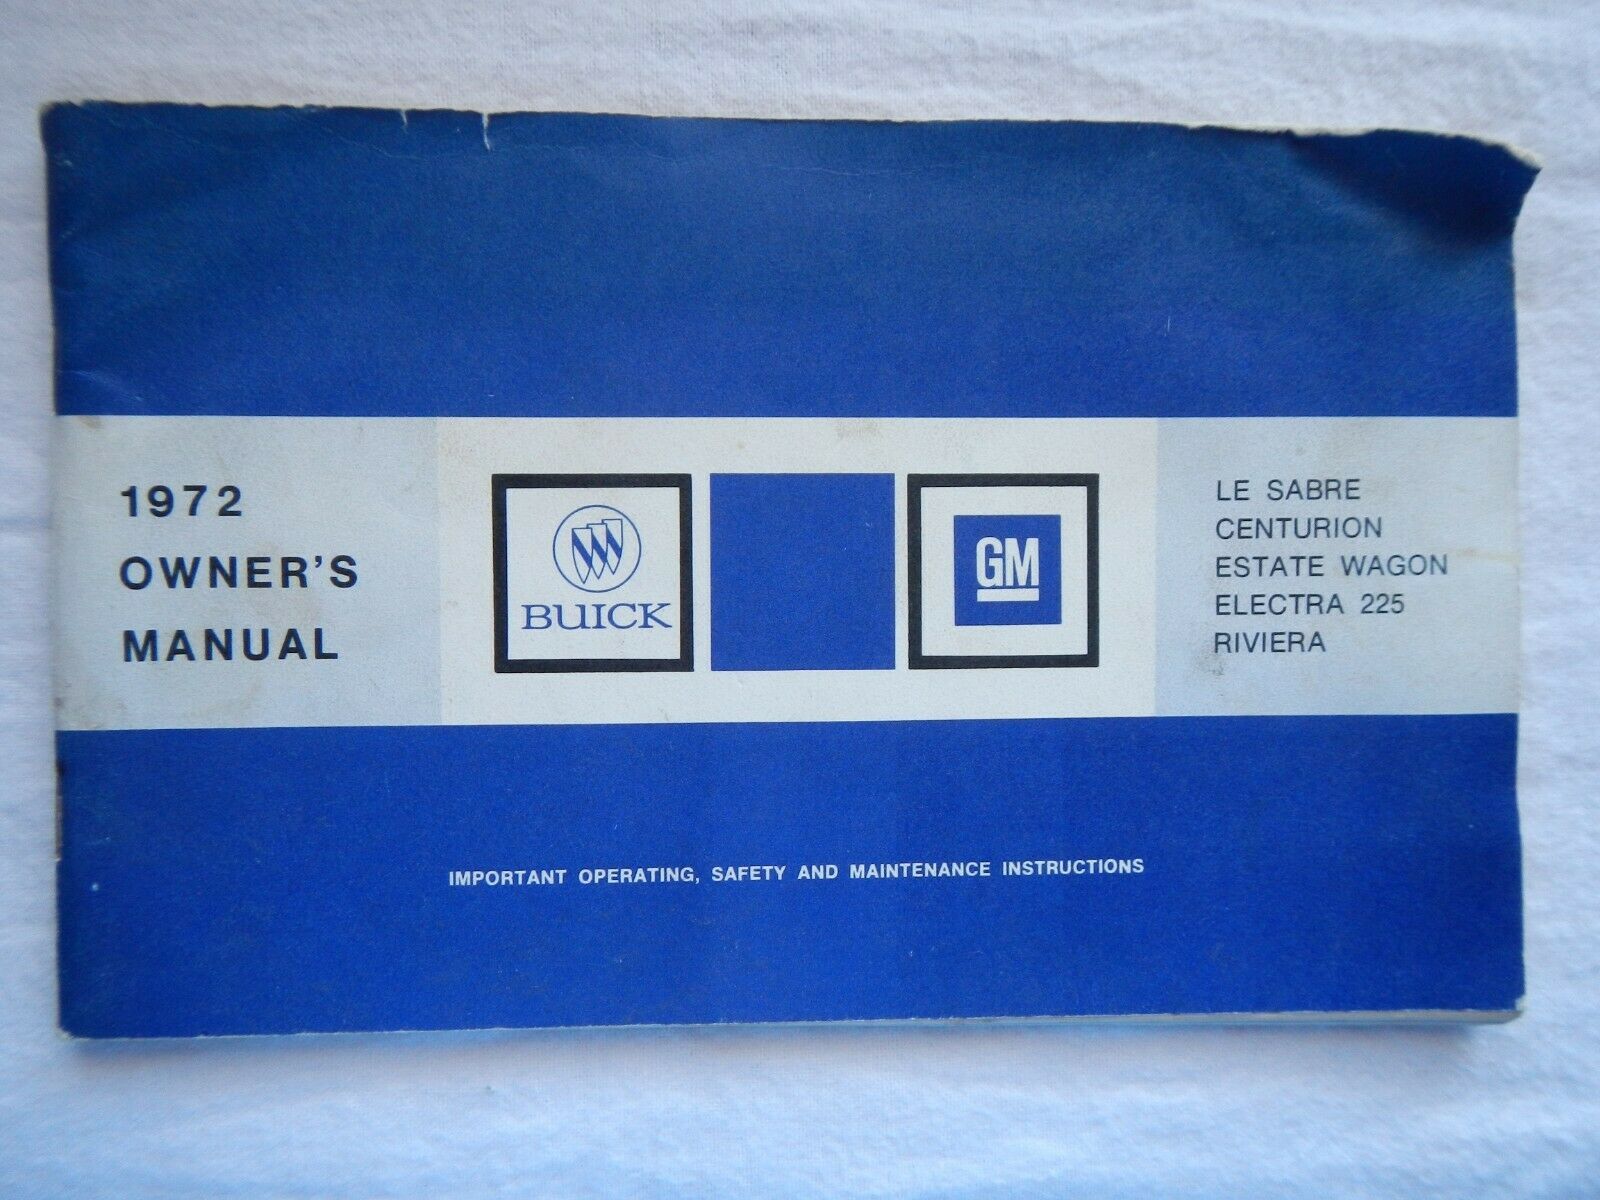 1972
OWNER'S
MANUAL
BUICK
GM
LE SABRE
CENTURION
ESTATE WAGON
ELECTRA 225
RIVIERA
IMPORTANT OPERATING, SAFETY AND MAINTENANCE INSTRUCTIONS